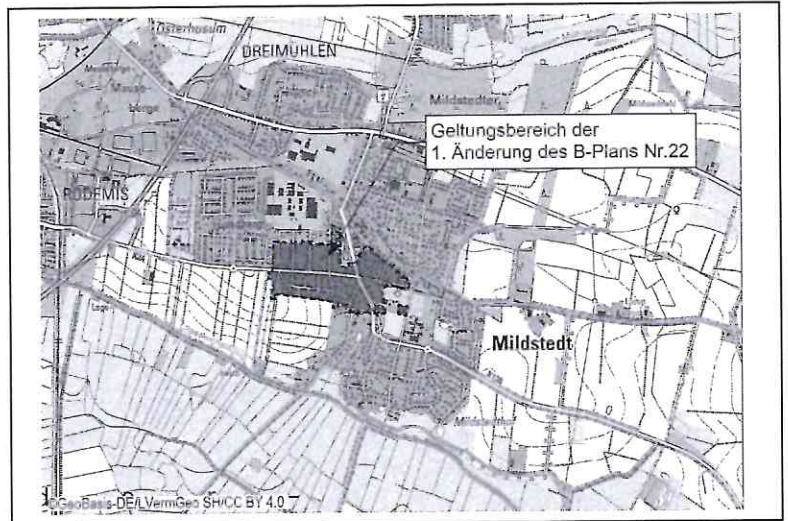 Osterhusum
DREIMÜHLEN
Mildstedter
Geltungsbereich der
1. Änderung des B-Plans Nr.22
RÖDEMIS
Mildstedt
Mildstedthof
©GeoBasis-DE/LVermGeo SH/CC BY 4.0